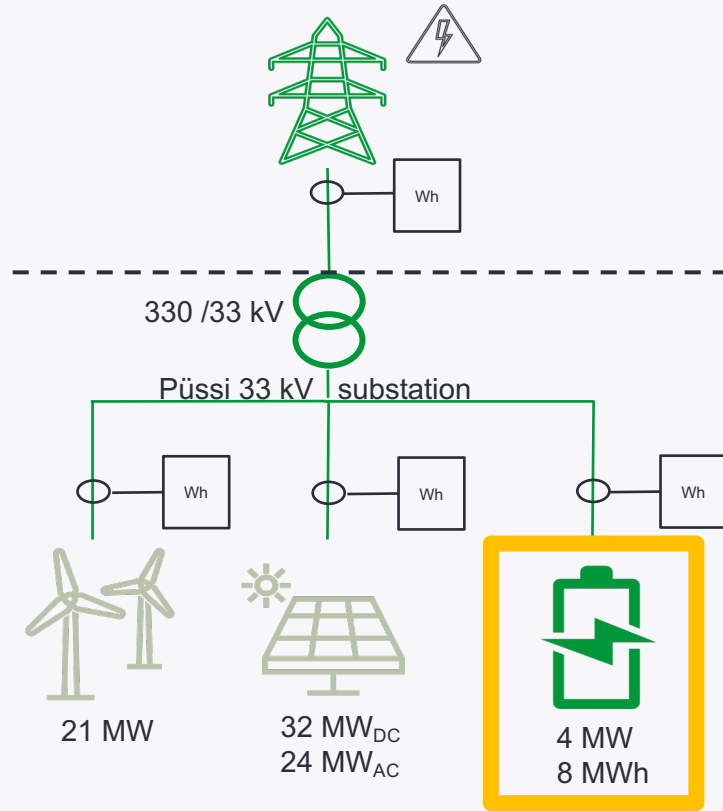 Wh
330 /33 kV
Püssi 33 kV substation
Wh
Wh
Wh
21 MW
32 MWDC
24 MWAC
4 MW
8 MWh